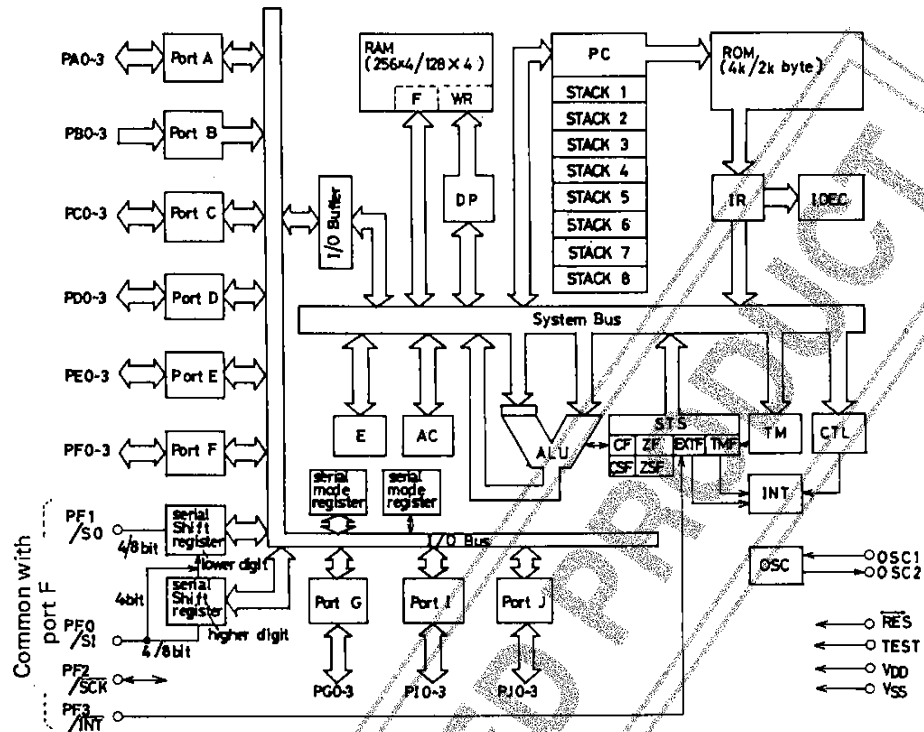 PA0~3
Port A
PB0-3
Port B
PC0-3
Port C
PD0-3
Port D
PE0-3
Port E
PF0-3
Port F
RAM
(256×4/128×4)
F
WR
DP
I/O Buffer
PC
STACK 1
STACK 2
STACK 3
STACK 4
STACK 5
STACK 6
STACK 7
STACK 8
ROM
(4k/2k byte)
IR
IDEC
System Bus
E
AC
ALU
STS
CF
ZF
EXTF
TMF
CSF
ZSF
TM
CTL
INT
OSC
OSC1
OSC2
RES
TEST
VDD
VSS
serial
mode
register
serial
mode
register
I/O Bus
PF1
/SO
4/8bit
serial
Shift
register
lower digit
4bit
serial
Shift
register
higher digit
PF0
/SI
4/8bit
PF2
/SCK
PF3
/INT
Common with
port F
Port G
Port I
Port J
PG0-3
PI0-3
PJ0-3
ED PRODUCT